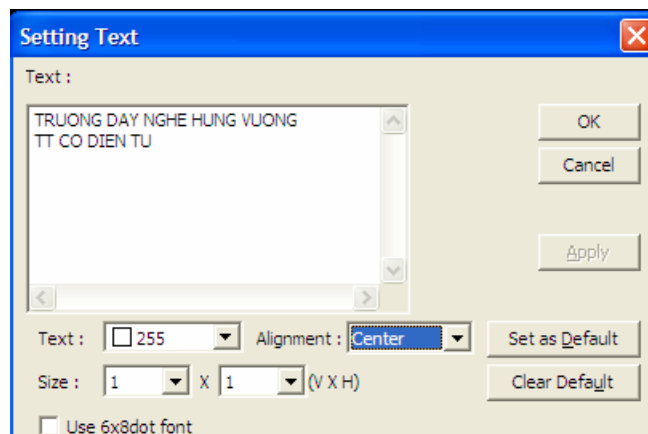 Setting Text
Text :
TRUONG DAY NGHE HUNG VUONG
TT CO DIEN TU
OK
Cancel
Apply
Text : 255 Alignment : Center Set as Default
Size : 1 X 1 (V X H) Clear Default
Use 6x8dot font